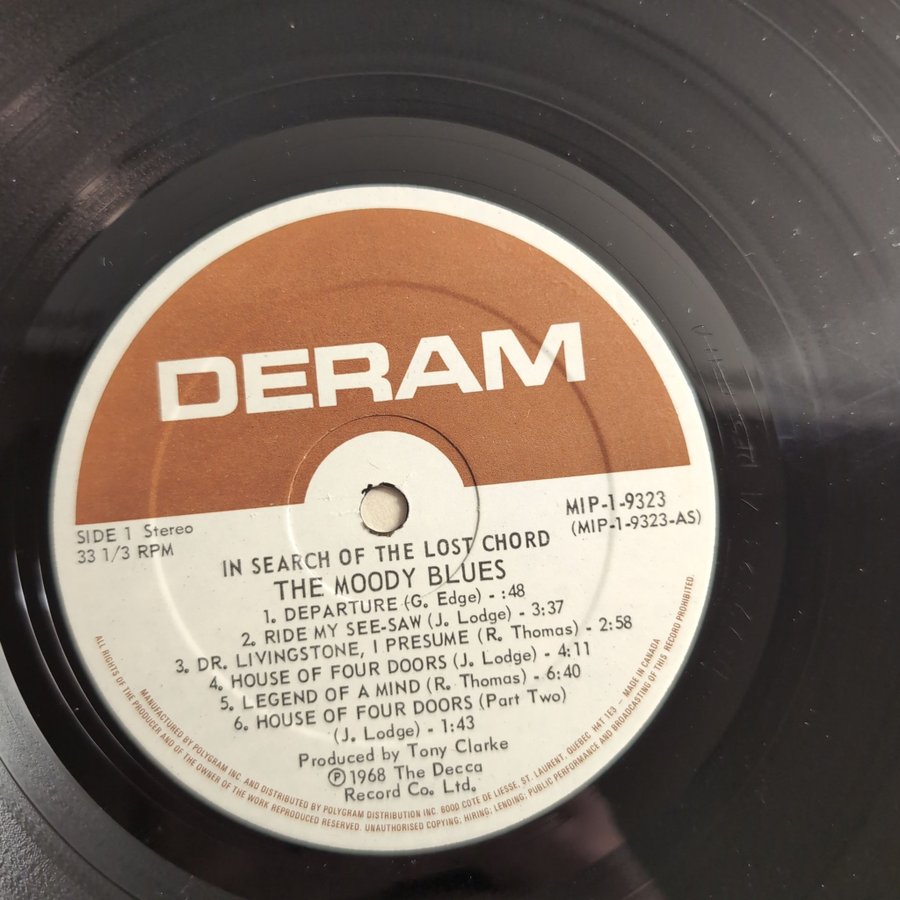 DERAM
SIDE 1 Stereo
33 1/3 RPM
MIP-1-9323
(MIP-1-9323-AS)
IN SEARCH OF THE LOST CHORD
THE MOODY BLUES
1. DEPARTURE (G. Edge) - :48
2. RIDE MY SEE-SAW (J. Lodge) - 3:37
3. DR. LIVINGSTONE, I PRESUME (R. Thomas) - 2:58
4. HOUSE OF FOUR DOORS (J. Lodge) - 4:11
5. LEGEND OF A MIND (R. Thomas) - 6:40
6. HOUSE OF FOUR DOORS (Part Two)
(J. Lodge) - 1:43
Produced by Tony Clarke
℗1968 The Decca
Record Co. Ltd.
MANUFACTURED BY POLYGRAM INC. AND DISTRIBUTED BY POLYGRAM DISTRIBUTION INC. 6000 COTE DE LIESSE, ST. LAURENT, QUEBEC H4T 1E3 - MADE IN CANADA
ALL RIGHTS OF THE PRODUCER AND OF THE OWNER OF THE WORK REPRODUCED RESERVED. UNAUTHORISED COPYING; HIRING; LENDING; PUBLIC PERFORMANCE AND BROADCASTING OF THIS RECORD PROHIBITED.